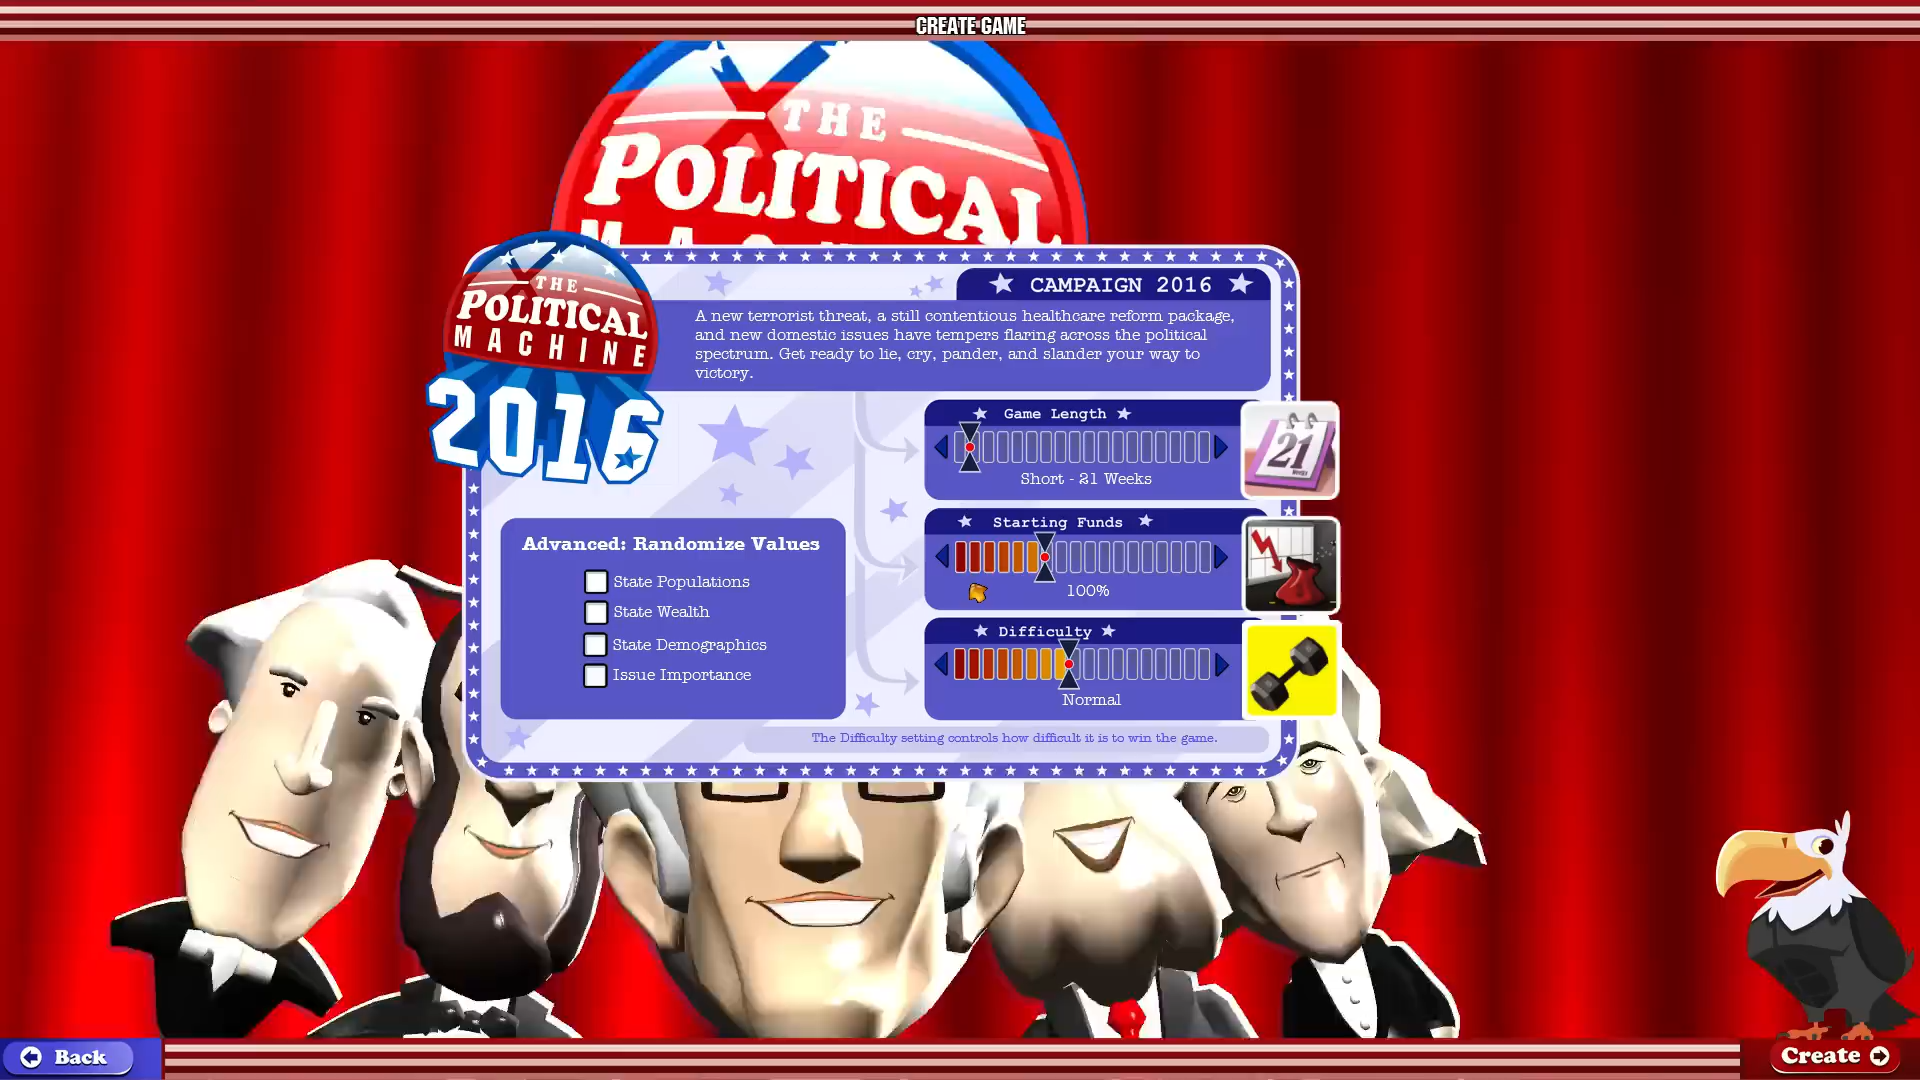 CREATE GAME
THE
POLITICAL
THE
POLITICAL
MACHINE
2016
CAMPAIGN 2016
A new terrorist threat, a still contentious healthcare reform package,
and new domestic issues have tempers flaring across the political
spectrum. Get ready to lie, cry, pander, and slander your way to
victory.
Game Length
Short - 21 Weeks
21
Starting Funds
100%
Difficulty
Normal
Advanced: Randomize Values
State Populations
State Wealth
State Demographics
Issue Importance
The Difficulty setting controls how difficult it is to win the game.
Back
Create